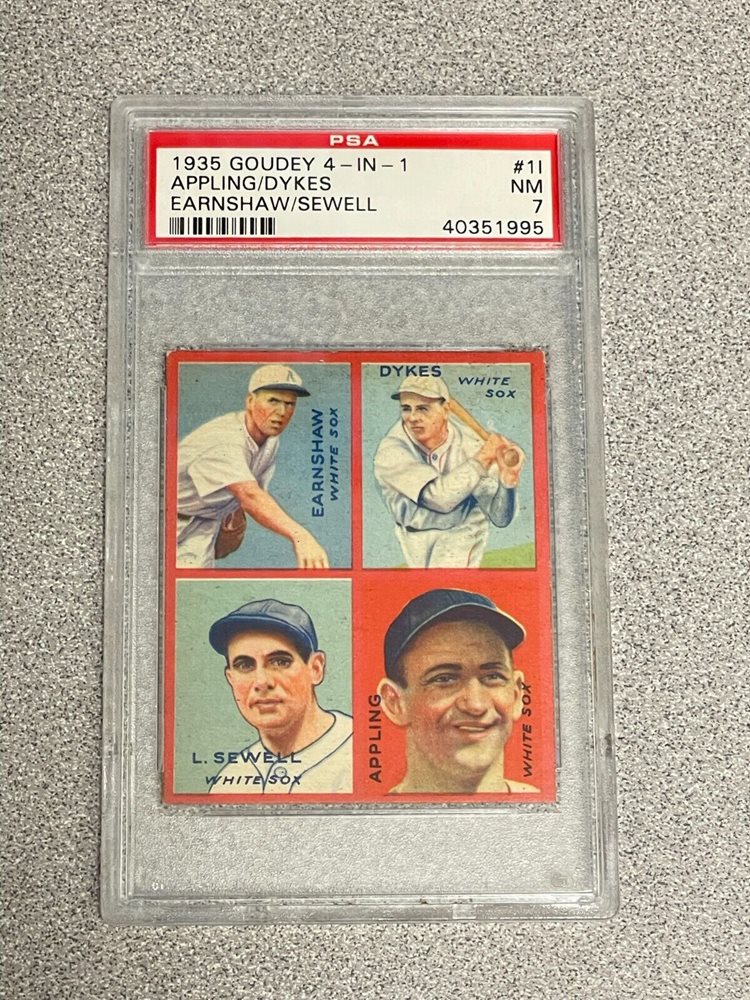 PSA
1935 GOUDEY 4-IN-1 #1I
APPLING/DYKES NM
EARNSHAW/SEWELL 7
40351995
A
EARNSHAW
WHITE SOX
DYKES
WHITE
SOX
L. SEWELL
WHITE SOX
APPLING
WHITE SOX